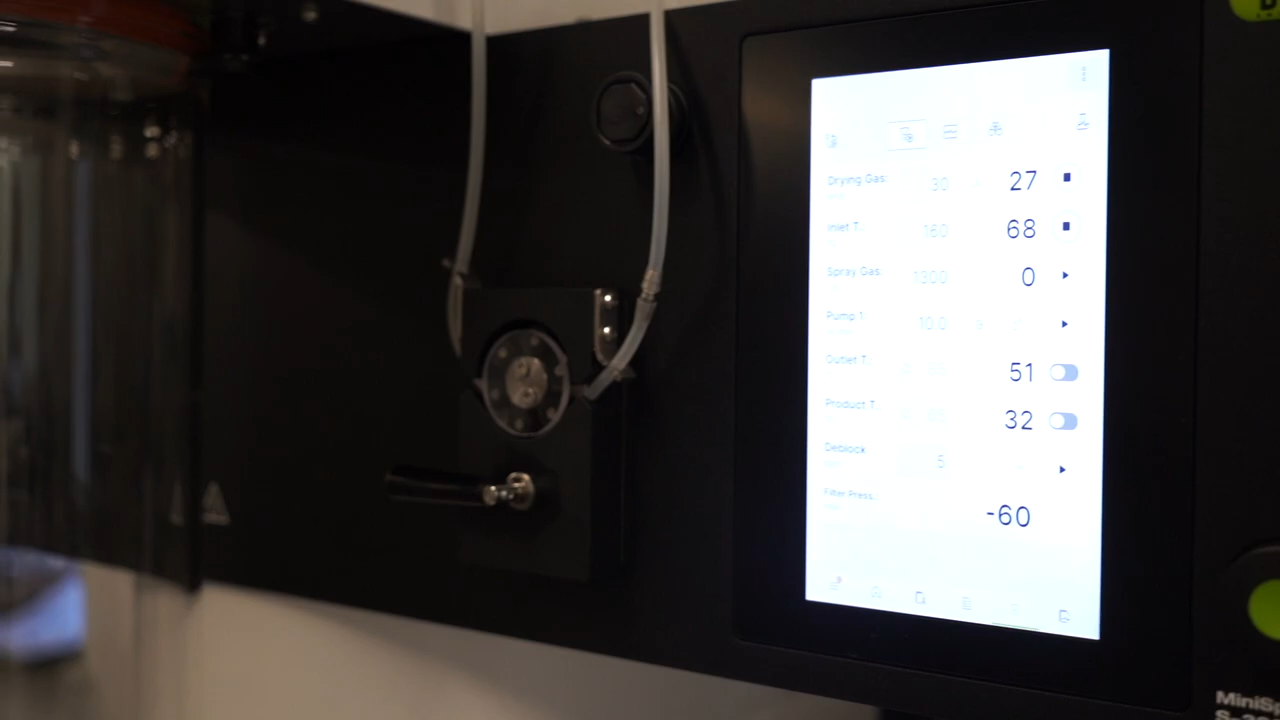 Drying Gas: 30 27
Inlet T.: 160 68
Spray Gas: 1300 0
Pump 1: 10.0
Outlet T.: 51
Product T.: 32
Deblock 5
Filter Press.:
-60
MiniSp